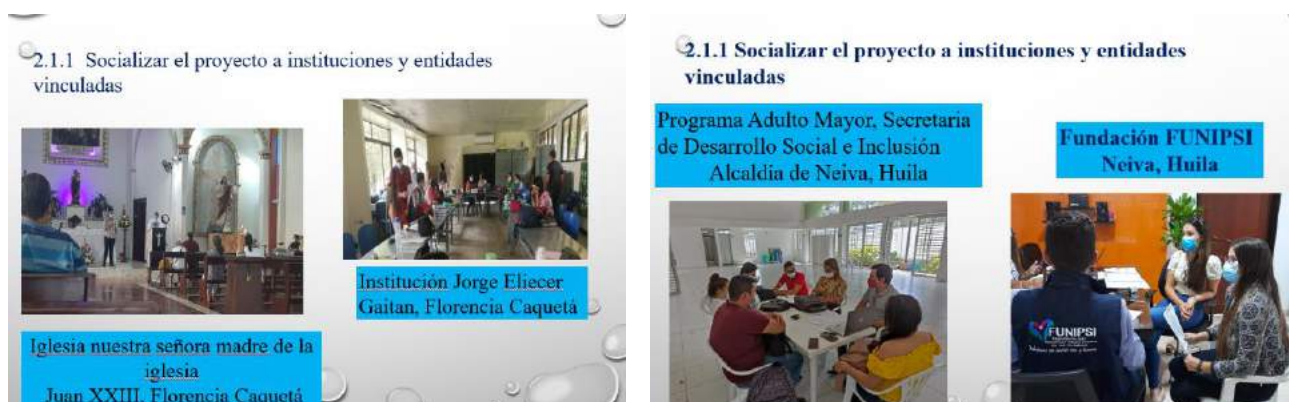 2.1.1 Socializar el proyecto a instituciones y entidades
vinculadas
Institución Jorge Eliecer
Gaitan, Florencia Caquetá
Iglesia nuestra señora madre de la
iglesia
Juan XXIII, Florencia Caquetá
2.1.1 Socializar el proyecto a instituciones y entidades
vinculadas
Programa Adulto Mayor, Secretaria
de Desarrollo Social e Inclusión
Alcaldia de Neiva, Huila
Fundación FUNIPSI
Neiva, Huila
FUNIPSI